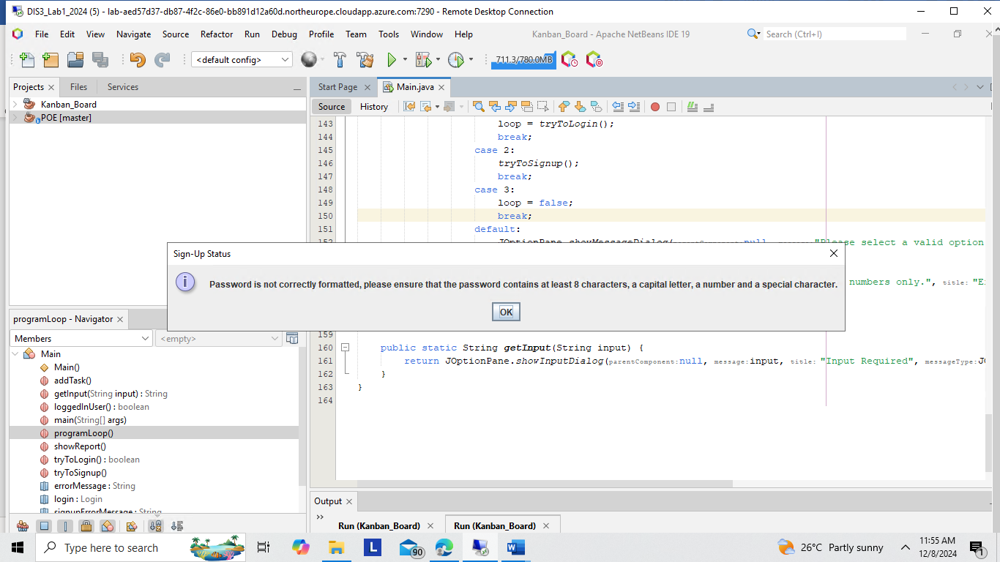 DIS3_Lab1_2024 (5) - lab-aed57d37-db87-4f2c-86e0-bb891d12a60d.northeurope.cloudapp.azure.com:7290 - Remote Desktop Connection
File Edit View Navigate Source Refactor Run Debug Profile Team Tools Window Help Kanban_Board - Apache NetBeans IDE 19 Search (Ctrl+I)
<default config> 711.3/780.0MB
Projects Files Services
Kanban_Board
POE [master]
Start Page Main.java
Source History
143 loop = tryToLogin();
144 break;
145 case 2:
146 tryToSignup();
147 break;
148 case 3:
149 loop = false;
150 break;
151 default:
"Please select a valid option
Sign-Up Status
Password is not correctly formatted, please ensure that the password contains at least 8 characters, a capital letter, a number and a special character.
OK
numbers only.", title: "E
159
160 public static String getInput(String input) {
161 return JOptionPane.showInputDialog(parentComponent:null, message:input, title: "Input Required", messageType:JO
162 }
163 }
164
programLoop - Navigator
Members <empty>
Main
Main()
addTask()
getInput(String input) : String
loggedInUser() : boolean
main(String[] args)
programLoop()
showReport()
tryToLogin() : boolean
tryToSignup()
errorMessage : String
login : Login
signupErrorMessage : String
Output
Run (Kanban_Board) Run (Kanban_Board)
Type here to search
L
90
W
26°C Partly sunny
11:55 AM
12/8/2024
1